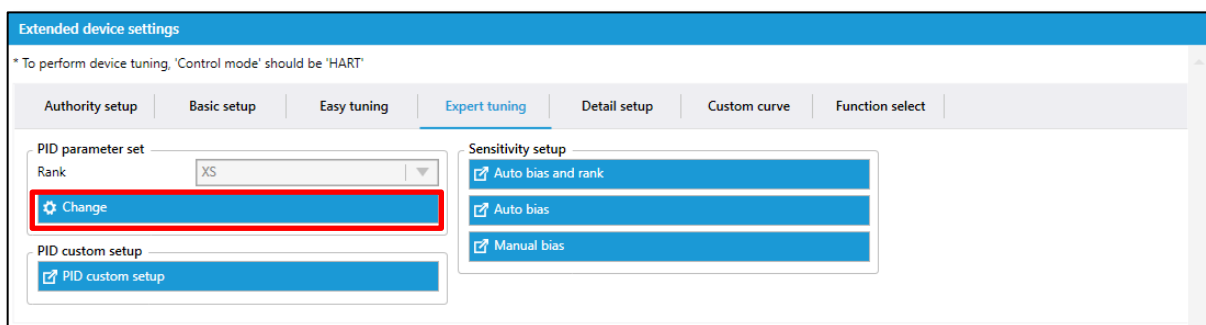 Extended device settings
* To perform device tuning, 'Control mode' should be 'HART'
Authority setup Basic setup Easy tuning Expert tuning Detail setup Custom curve Function select
PID parameter set
Rank XS
Change
PID custom setup
PID custom setup
Sensitivity setup
Auto bias and rank
Auto bias
Manual bias